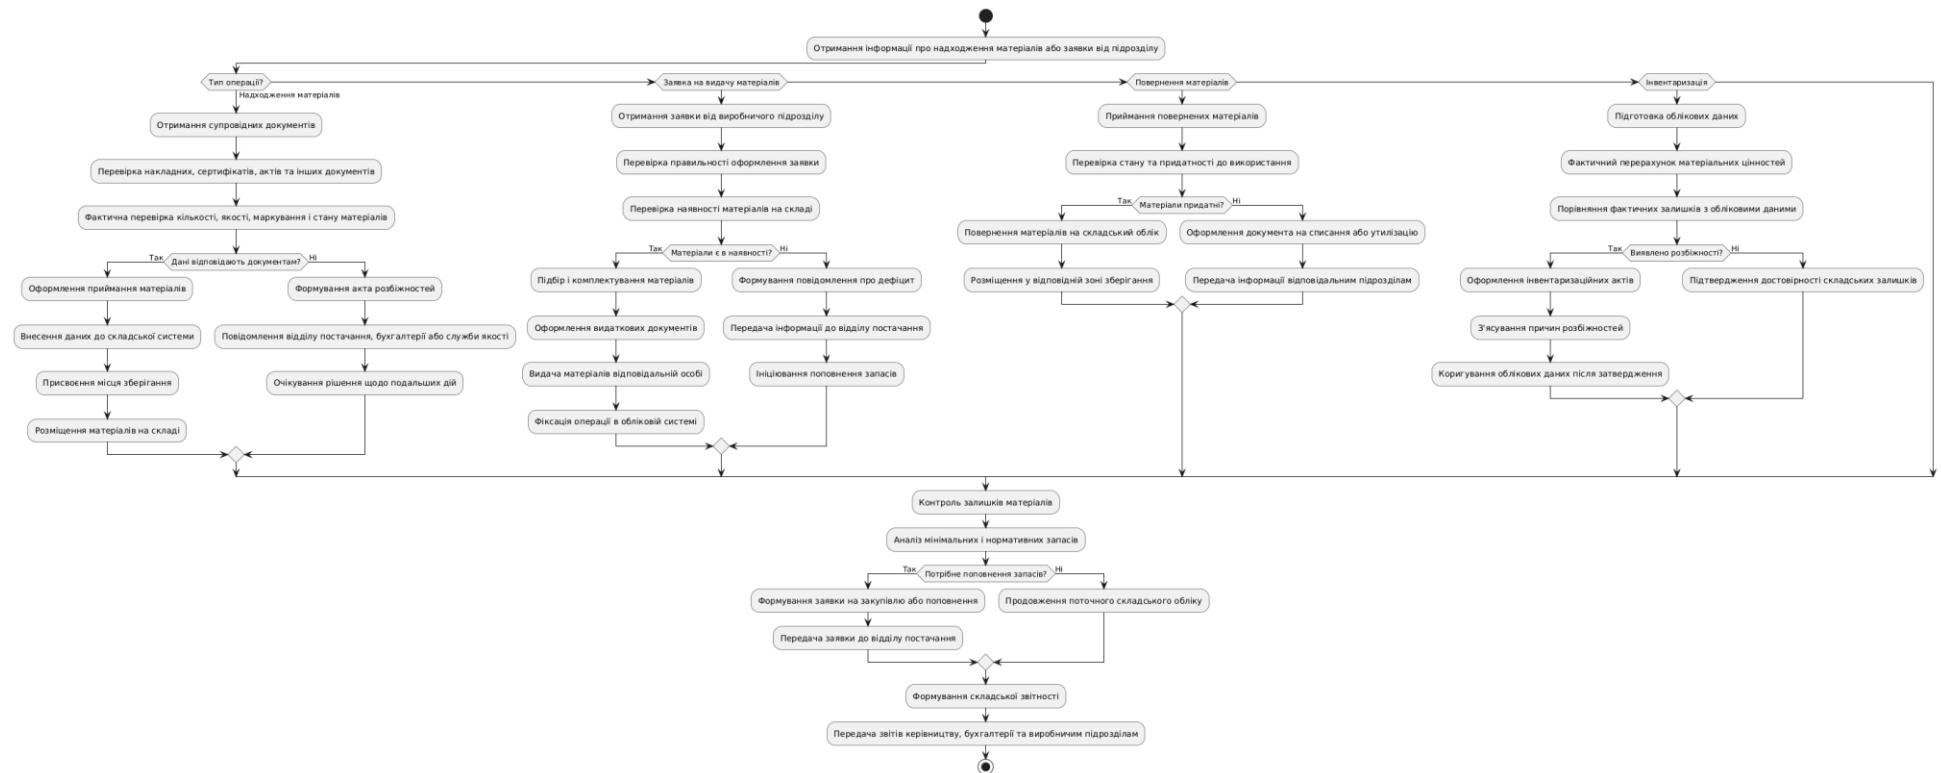 Отримання інформації про надходження матеріалів або заявки від підрозділу
Тип операції?
Надходження матеріалів
Отримання супровідних документів
Перевірка накладних, сертифікатів, актів та інших документів
Фактична перевірка кількості, якості, маркування і стану матеріалів
Так
Дані відповідають документам?
Ні
Оформлення приймання матеріалів
Внесення даних до складської системи
Присвоєння місця зберігання
Розміщення матеріалів на складі
Формування акта розбіжностей
Повідомлення відділу постачання, бухгалтерії або служби якості
Очікування рішення щодо подальших дій
Заявка на видачу матеріалів
Отримання заявки від виробничого підрозділу
Перевірка правильності оформлення заявки
Перевірка наявності матеріалів на складі
Так
Матеріали є в наявності?
Ні
Підбір і комплектування матеріалів
Оформлення видаткових документів
Видача матеріалів відповідальній особі
Фіксація операції в обліковій системі
Формування повідомлення про дефіцит
Передача інформації до відділу постачання
Ініціювання поповнення запасів
Повернення матеріалів
Приймання повернених матеріалів
Перевірка стану та придатності до використання
Так
Матеріали придатні?
Ні
Повернення матеріалів на складський облік
Розміщення у відповідній зоні зберігання
Оформлення документа на списання або утилізацію
Передача інформації відповідальним підрозділам
Інвентаризація
Підготовка облікових даних
Фактичний перерахунок матеріальних цінностей
Порівняння фактичних залишків з обліковими даними
Так
Виявлено розбіжності?
Ні
Оформлення інвентаризаційних актів
З'ясування причин розбіжностей
Коригування облікових даних після затвердження
Підтвердження достовірності складських залишків
Контроль залишків матеріалів
Аналіз мінімальних і нормативних запасів
Так
Потрібне поповнення запасів?
Ні
Формування заявки на закупівлю або поповнення
Передача заявки до відділу постачання
Продовження поточного складського обліку
Формування складської звітності
Передача звітів керівництву, бухгалтерії та виробничим підрозділам